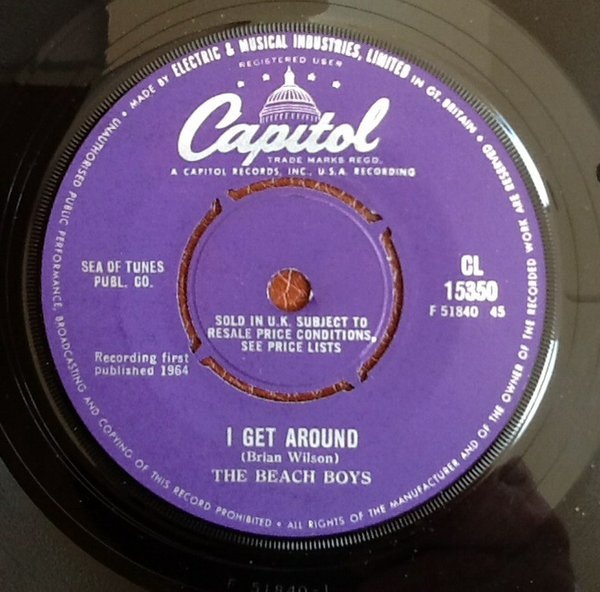 • MADE BY ELECTRIC & MUSICAL INDUSTRIES, LIMITED IN GT. BRITAIN • ALL RIGHTS OF THE MANUFACTURER AND OF THE OWNER OF THE RECORDED WORK ARE RESERVED • UNAUTHORISED PUBLIC PERFORMANCE, BROADCASTING AND COPYING OF THIS RECORD PROHIBITED
REGISTERED USER
Capitol
TRADE MARKS REGD.
A CAPITOL RECORDS, INC., U.S.A. RECORDING
SEA OF TUNES
PUBL. CO.
CL
15350
F 51840 45
SOLD IN U.K. SUBJECT TO
RESALE PRICE CONDITIONS,
SEE PRICE LISTS
Recording first
published 1964
I GET AROUND
(Brian Wilson)
THE BEACH BOYS
F 51840-1